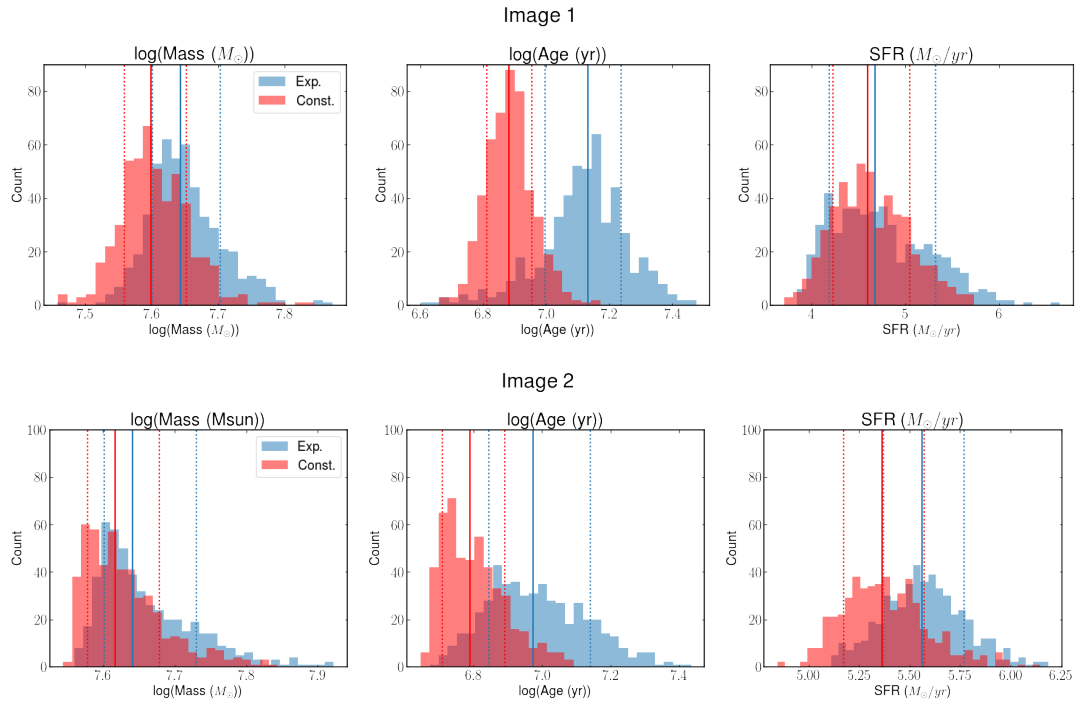 Image 1
log(Mass (M⊙)) log(Age (yr)) SFR (M⊙/yr)
Exp.
Const.
Count
0 20 40 60 80
7.5 7.6 7.7 7.8
log(Mass (M⊙))
Count
0 20 40 60 80
6.6 6.8 7.0 7.2 7.4
log(Age (yr))
Count
0 20 40 60 80
4 5 6
SFR (M⊙/yr)
Image 2
log(Mass (Msun)) log(Age (yr)) SFR (M⊙/yr)
Exp.
Const.
Count
0 20 40 60 80 100
7.6 7.7 7.8 7.9
log(Mass (M⊙))
Count
0 20 40 60 80 100
6.8 7.0 7.2 7.4
log(Age (yr))
Count
0 20 40 60 80 100
5.00 5.25 5.50 5.75 6.00 6.25
SFR (M⊙/yr)